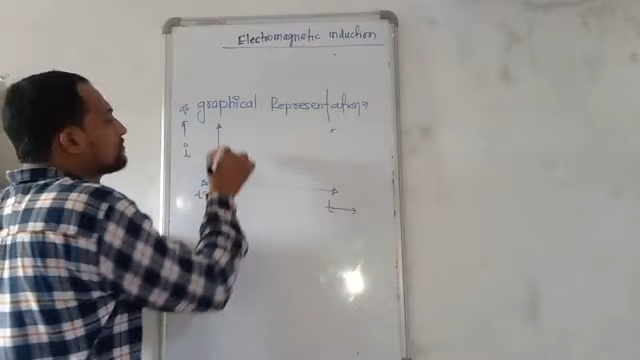 Electromagnetic induction
☆ graphical Representation
i
t